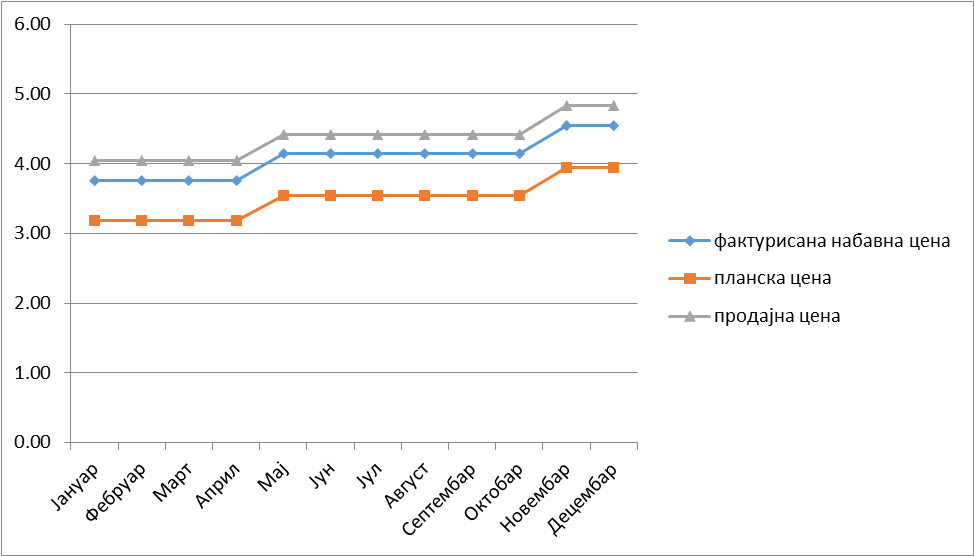 6.00
5.00
4.00
3.00
2.00
1.00
0.00
Јануар
Фебруар
Март
Април
Мај
Јун
Јул
Август
Септембар
Октобар
Новембар
Децембар
фактурисана набавна цена
планска цена
продајна цена